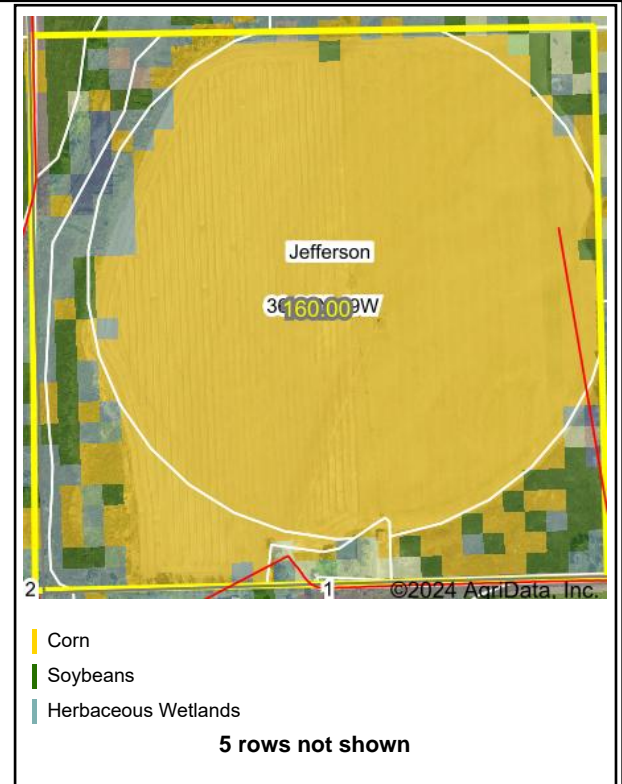 Jefferson
160.00
2
1
©2024 AgriData, Inc.
Corn
Soybeans
Herbaceous Wetlands
5 rows not shown